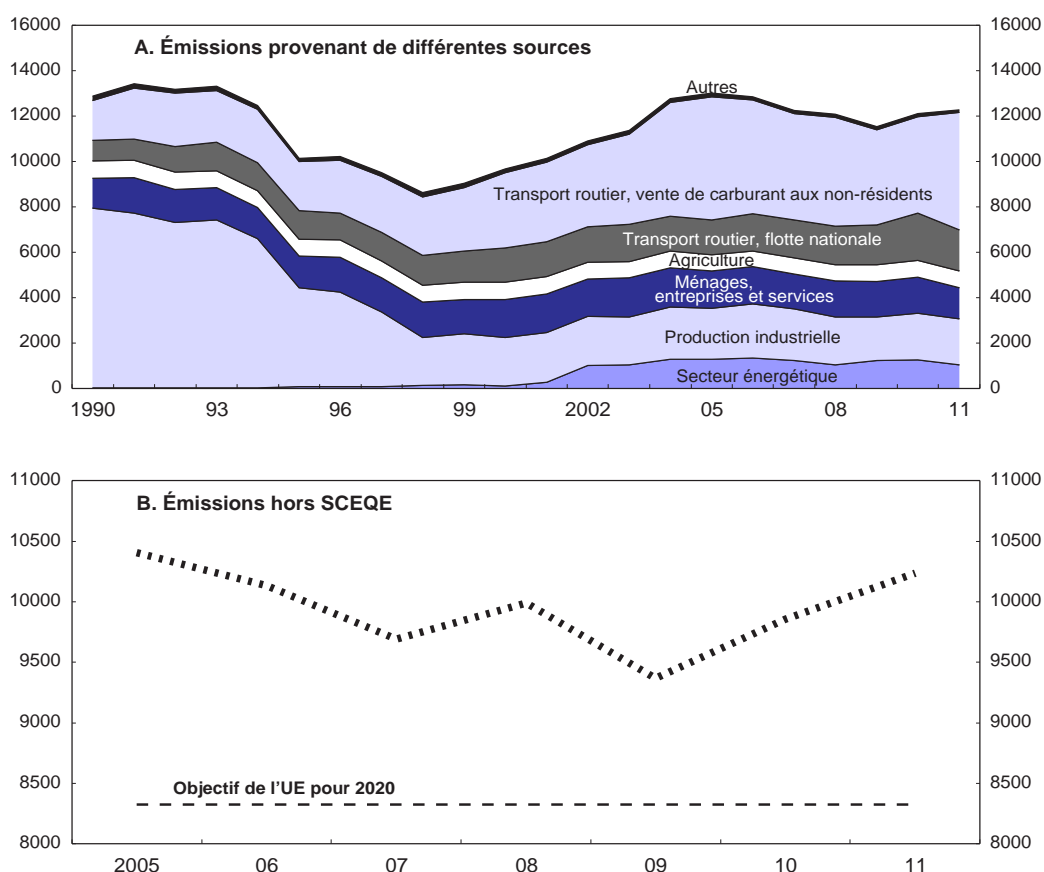 16000 16000
A. Émissions provenant de différentes sources
14000 14000
Autres
12000 12000
10000 10000
Transport routier, vente de carburant aux non-résidents
8000 8000
Transport routier, flotte nationale
6000 6000
Agriculture
Ménages,
entreprises et services
4000 4000
Production industrielle
2000 2000
Secteur énergétique
0 0
1990 93 96 99 2002 05 08 11
11000 11000
B. Émissions hors SCEQE
10500 10500
10000 10000
9500 9500
9000 9000
8500 8500
Objectif de l'UE pour 2020
8000 8000
2005 06 07 08 09 10 11